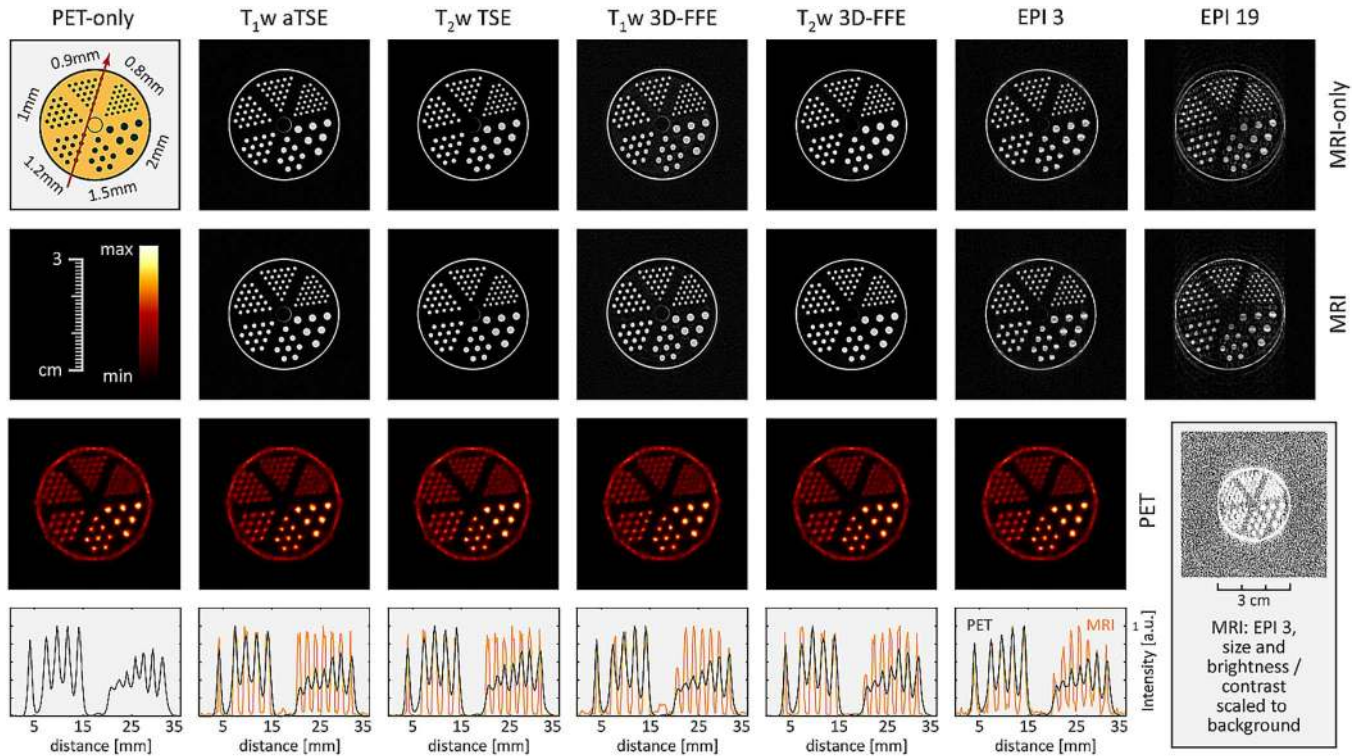 PET-only T₁w aTSE T₂w TSE T₁w 3D-FFE T₂w 3D-FFE EPI 3 EPI 19
0.9mm
0.8mm
1mm
2mm
1.2mm
1.5mm
MRI-only
3
cm
max
min
MRI
PET
3 cm
MRI: EPI 3,
size and
brightness /
contrast
scaled to
background
PET MRI
1
Intensity [a.u.]
5 15 25 35 5 15 25 35 5 15 25 35 5 15 25 35 5 15 25 35 5 15 25 35
distance [mm] distance [mm] distance [mm] distance [mm] distance [mm] distance [mm]